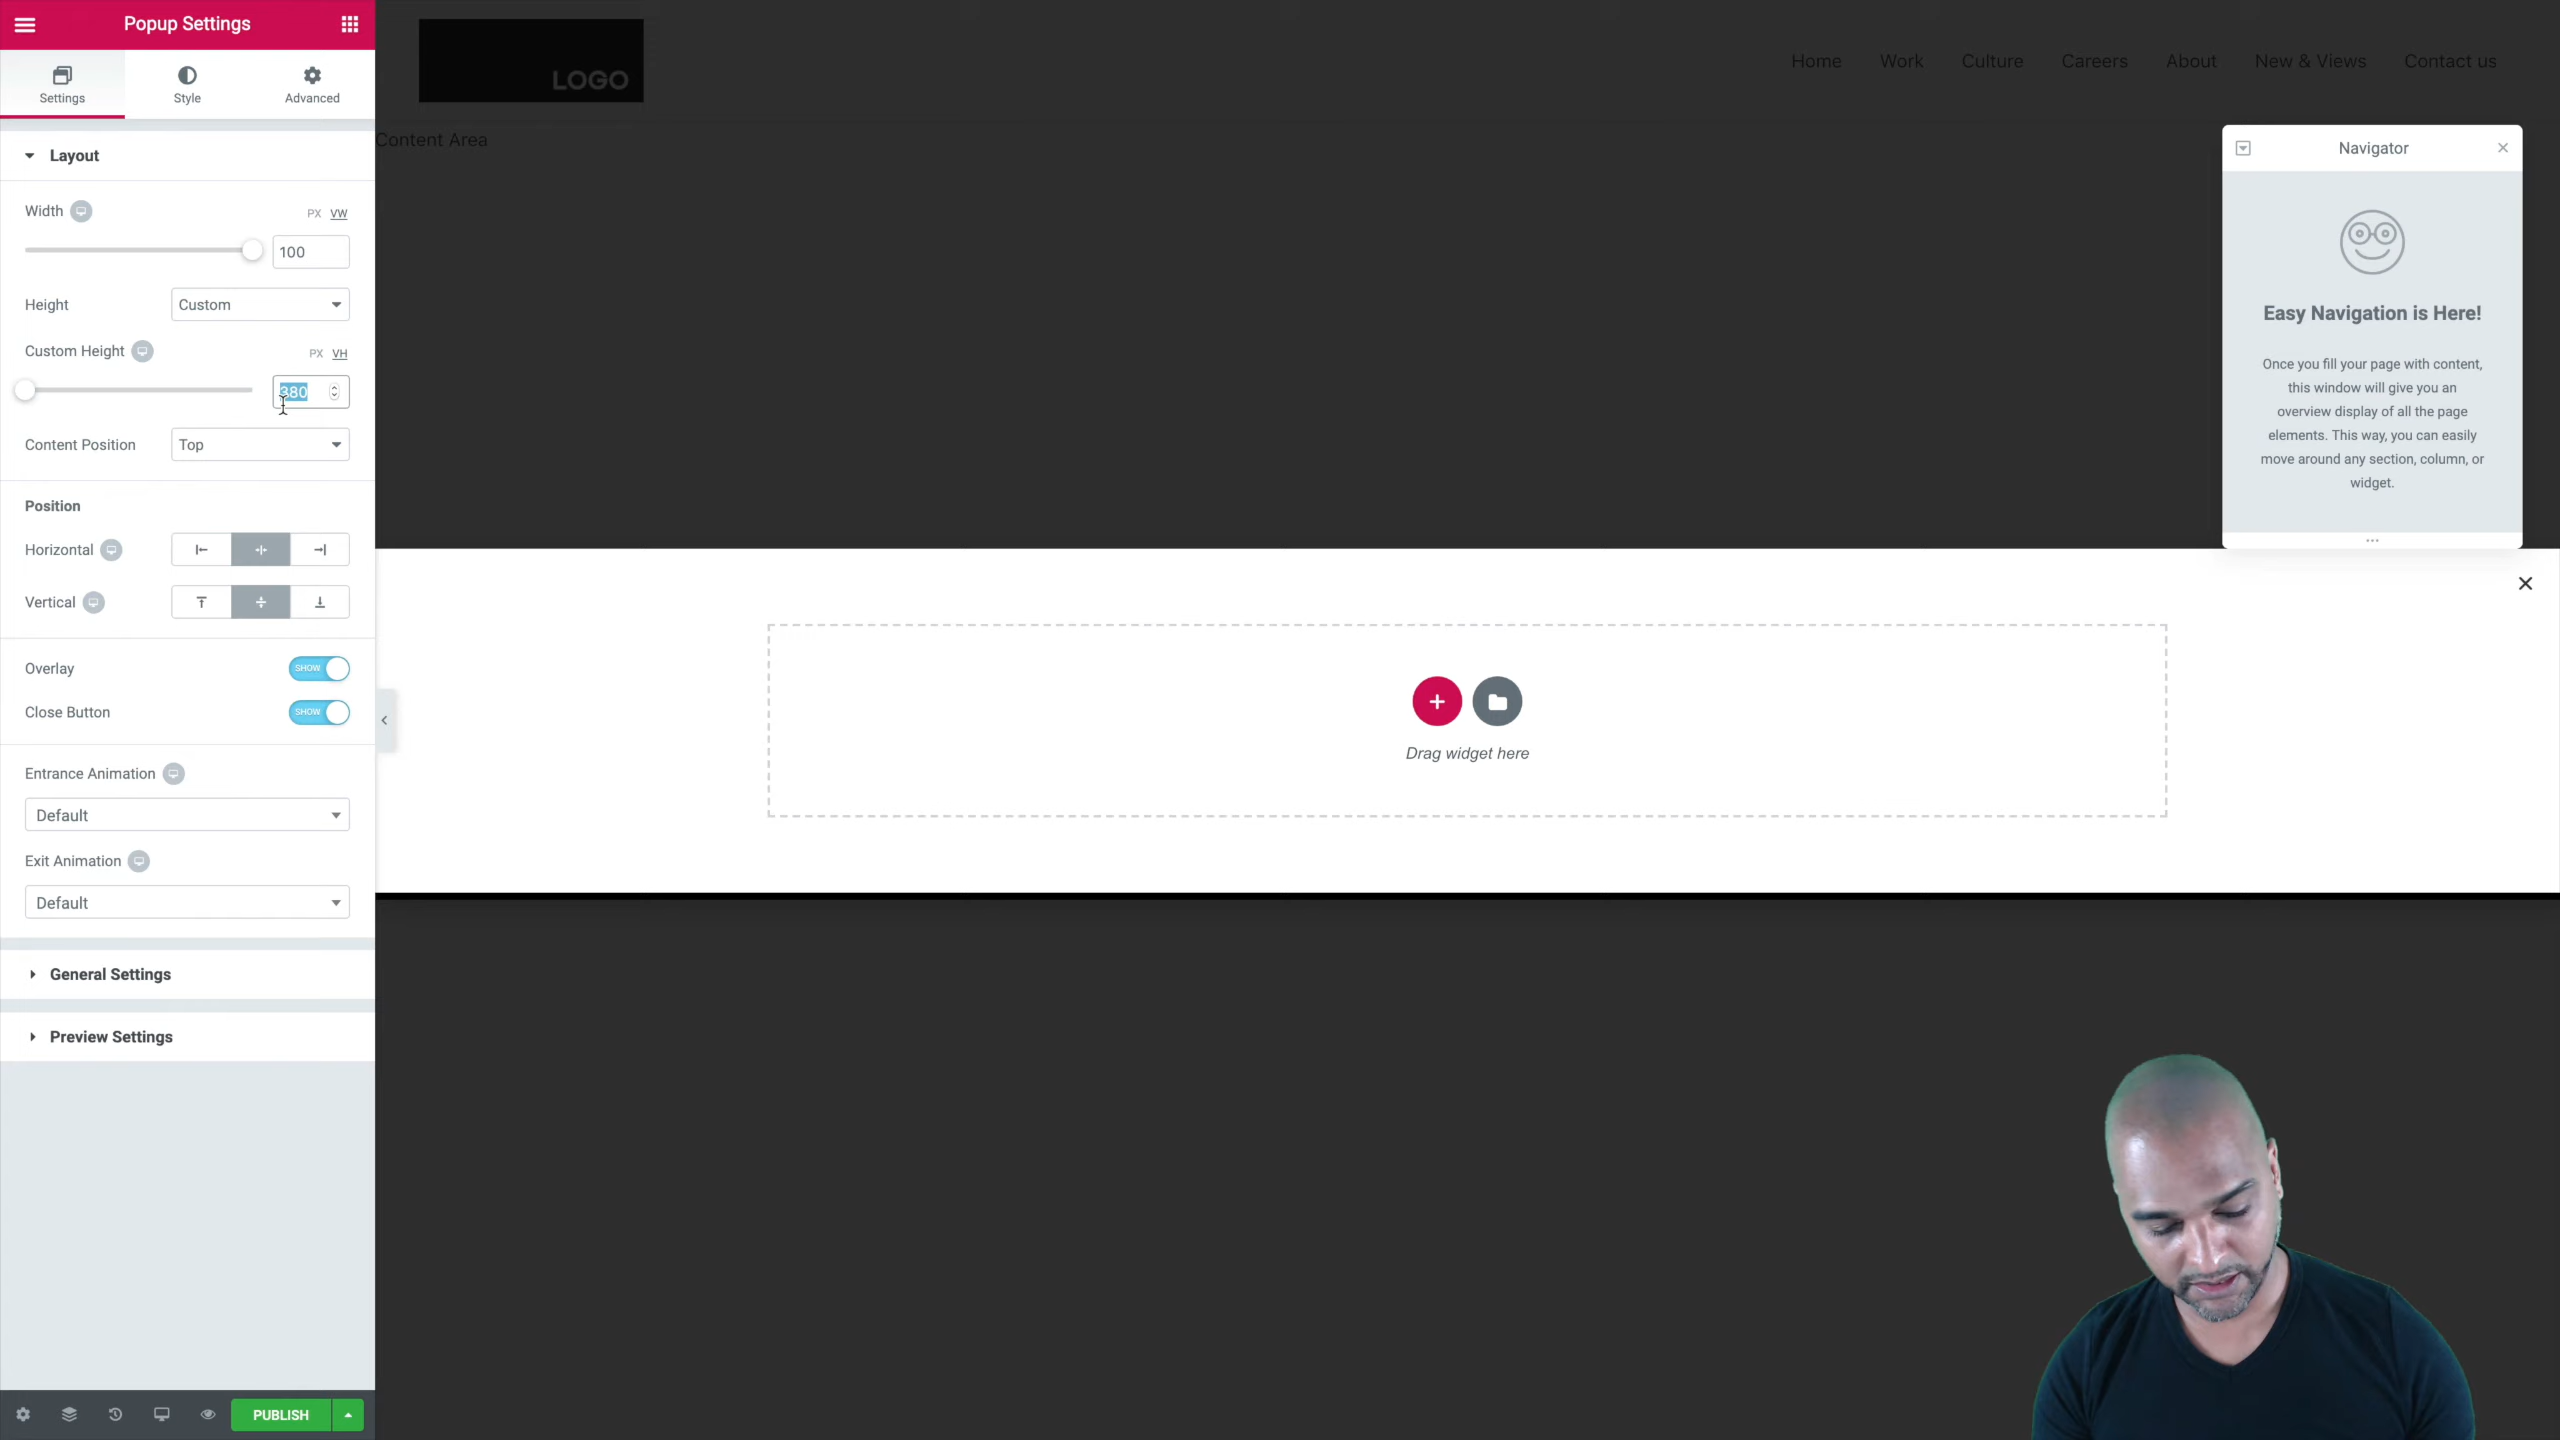 Popup Settings
Settings
Style
Advanced
Layout
Width
PX VW
100
Height
Custom
Custom Height
PX VH
380
Content Position
Top
Position
Horizontal
Vertical
Overlay
SHOW
Close Button
SHOW
Entrance Animation
Default
Exit Animation
Default
General Settings
Preview Settings
PUBLISH
LOGO
Home Work Culture Careers About New & Views Contact us
Content Area
Navigator
Easy Navigation is Here!
Once you fill your page with content,
this window will give you an
overview display of all the page
elements. This way, you can easily
move around any section, column, or
widget.
Drag widget here